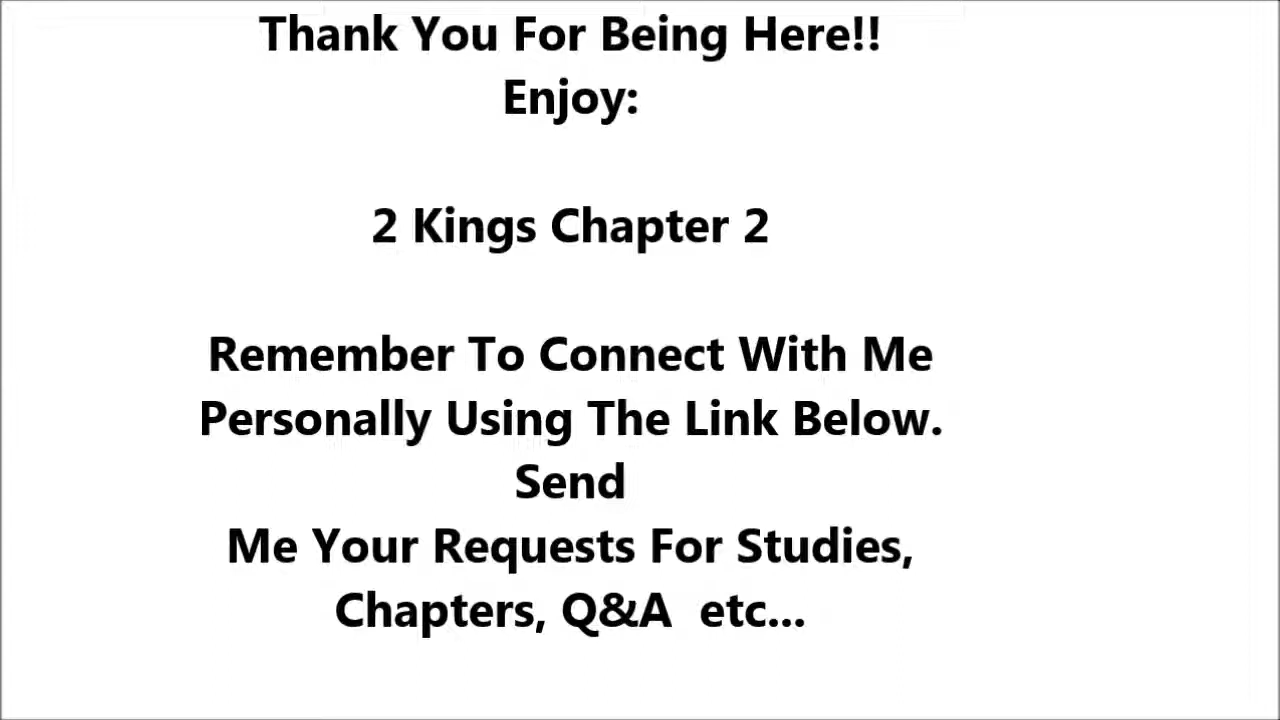 Thank You For Being Here!!
Enjoy:
2 Kings Chapter 2
Remember To Connect With Me
Personally Using The Link Below.
Send
Me Your Requests For Studies,
Chapters, Q&A  etc...